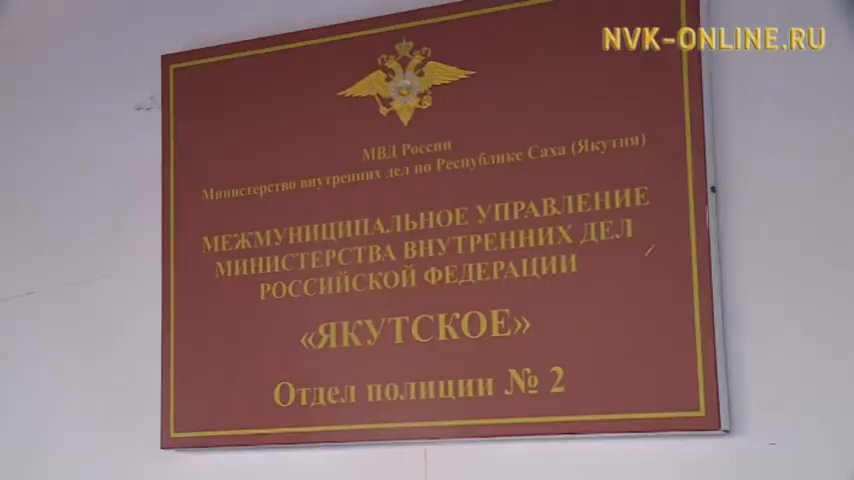 NVK-ONLINE.RU
МВД России
Министерство внутренних дел по Республике Саха (Якутия)
МЕЖМУНИЦИПАЛЬНОЕ УПРАВЛЕНИЕ
МИНИСТЕРСТВА ВНУТРЕННИХ ДЕЛ
РОССИЙСКОЙ ФЕДЕРАЦИИ
«ЯКУТСКОЕ»
Отдел полиции № 2